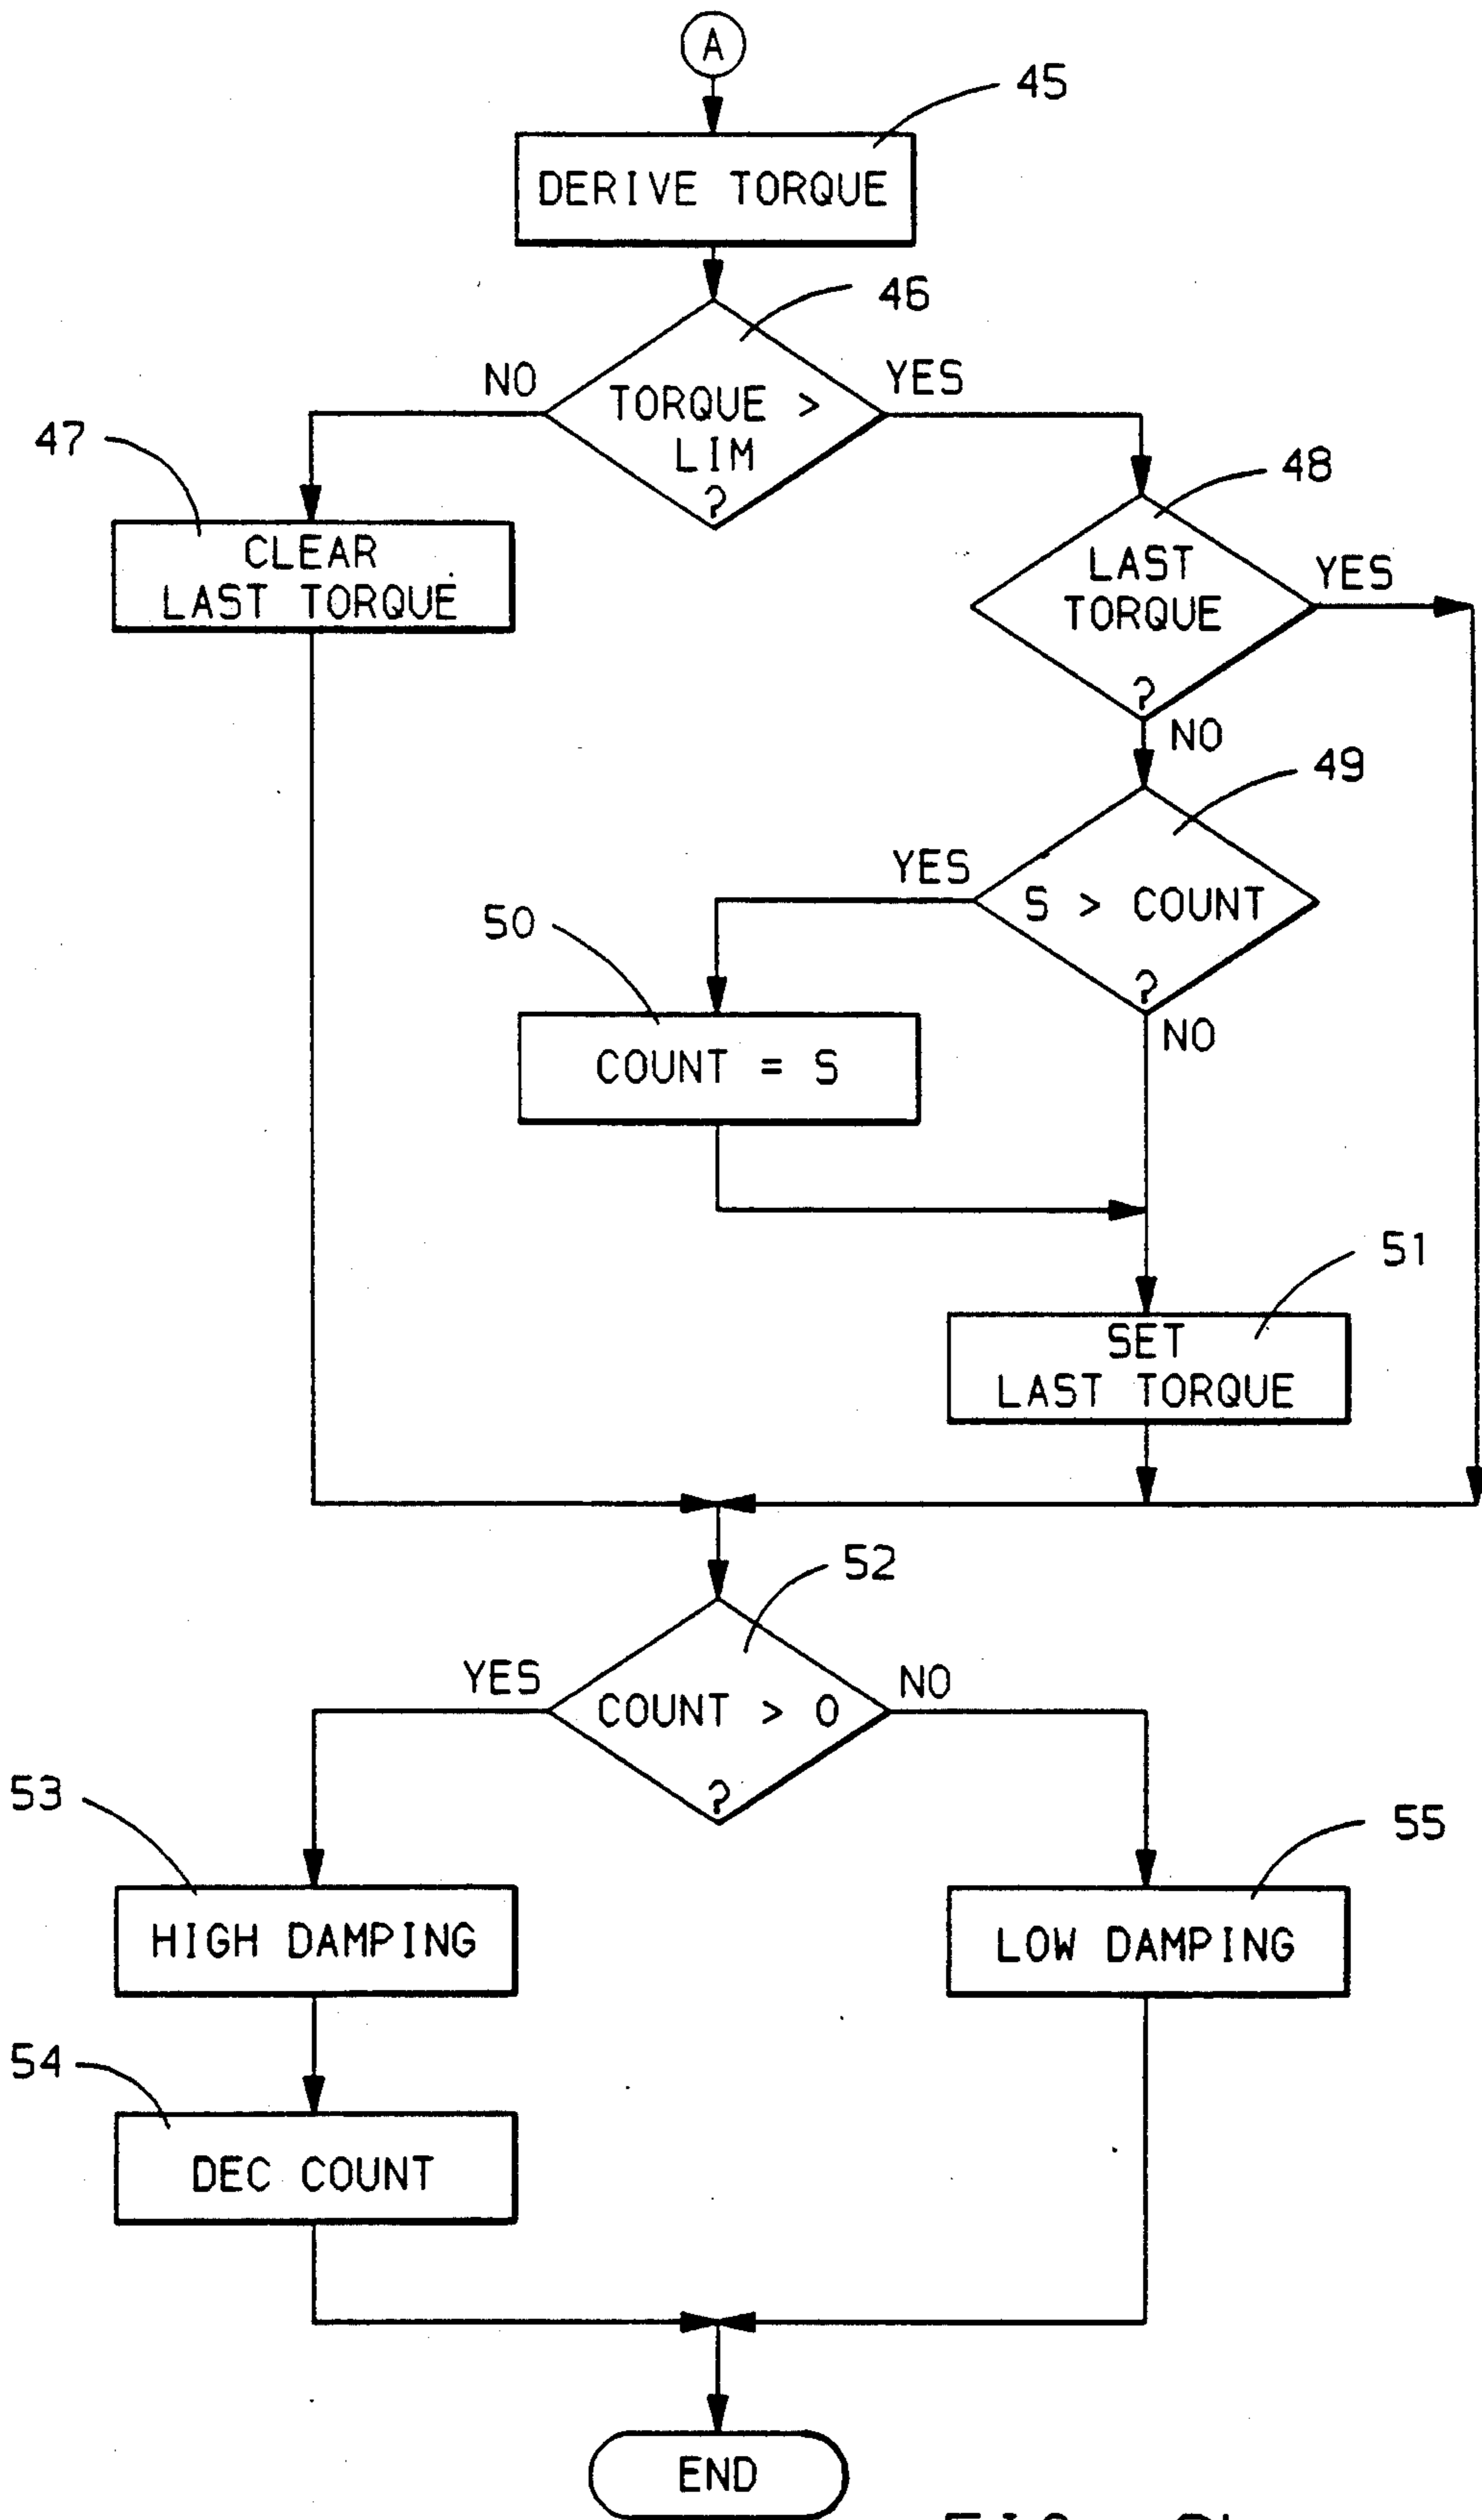 A
45
DERIVE TORQUE
46
NO
TORQUE >
LIM
?
YES
47
CLEAR
LAST TORQUE
48
LAST
TORQUE
?
YES
NO
49
YES
S > COUNT
?
NO
50
COUNT = S
51
SET
LAST TORQUE
52
YES
COUNT > 0
?
NO
53
HIGH DAMPING
55
LOW DAMPING
54
DEC COUNT
END